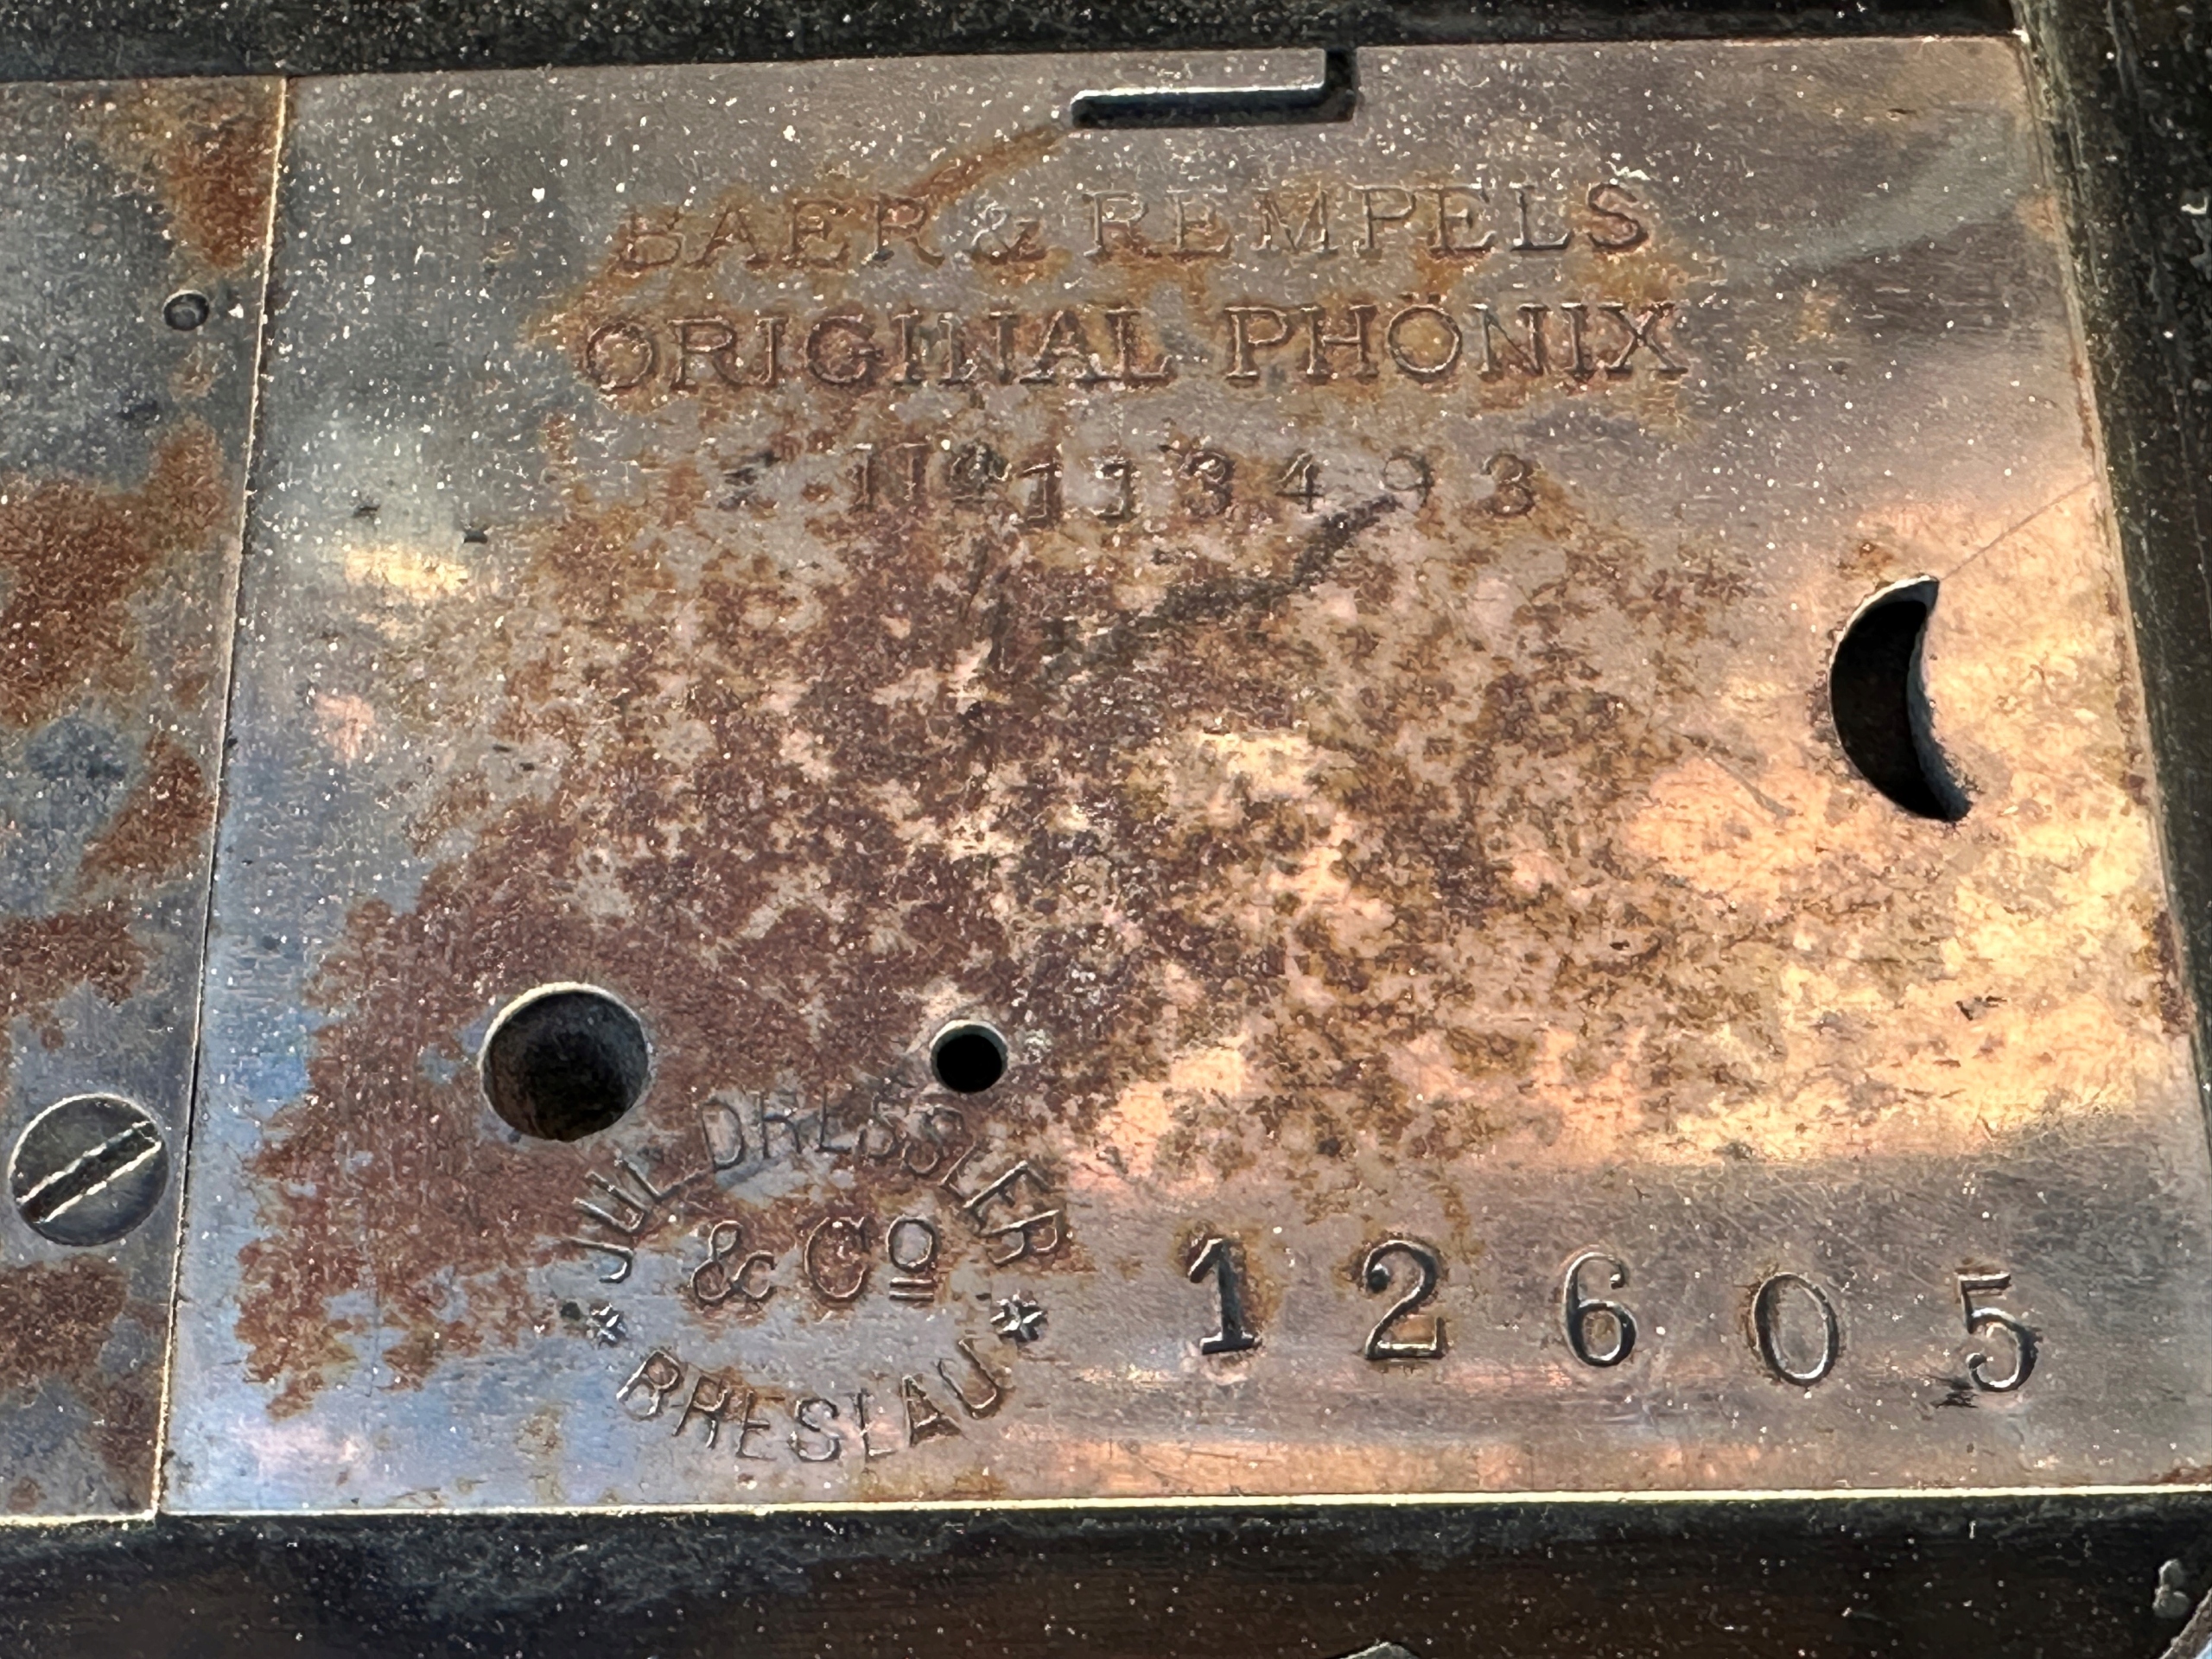 BAER & REMPELS
ORIGINAL PHÖNIX
Nº 113493
JUL. DRESSLER
& Cº
* BRESLAU *
12605